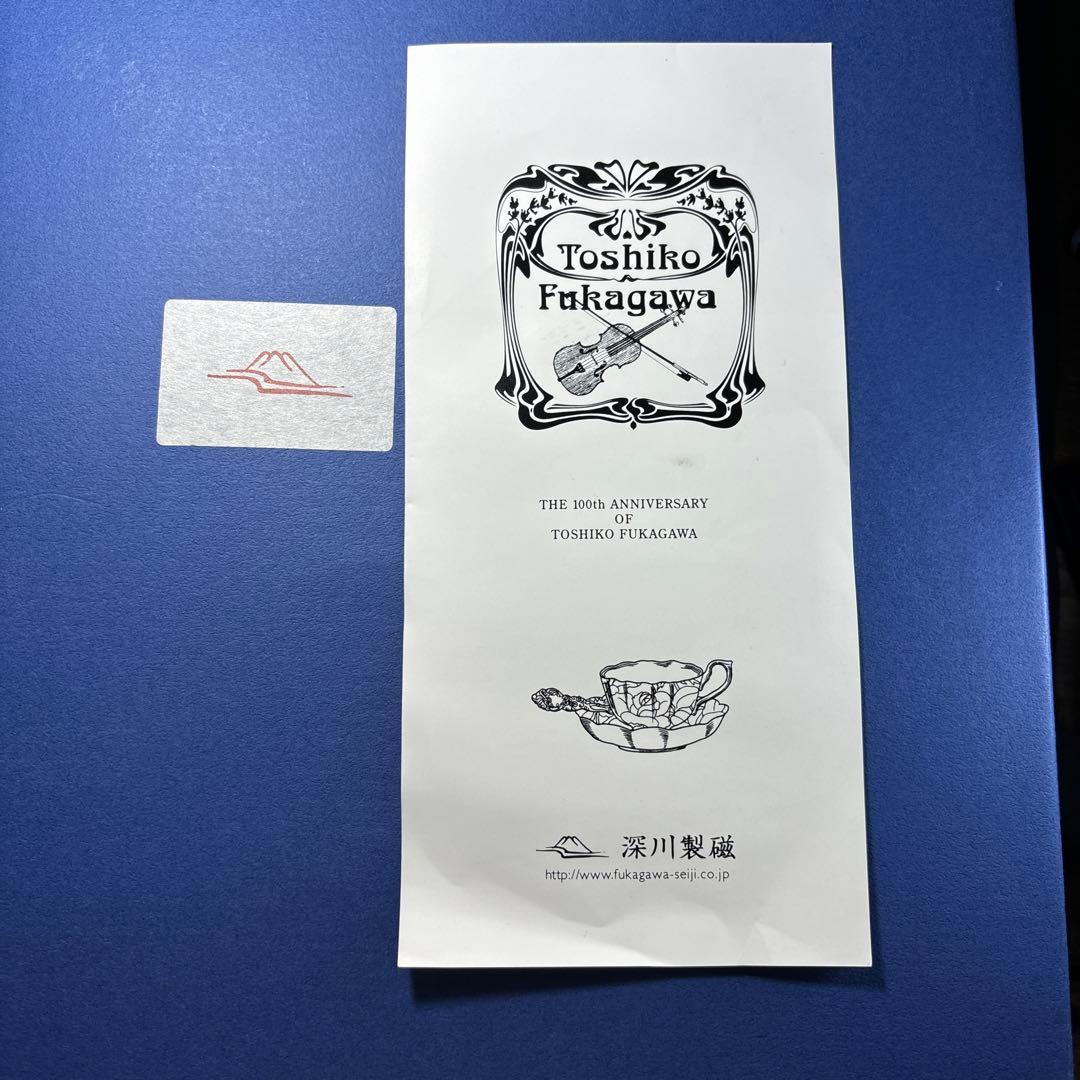 Toshiko
Fukagawa
THE 100th ANNIVERSARY
OF
TOSHIKO FUKAGAWA
深川製磁
http://www.fukagawa-seiji.co.jp